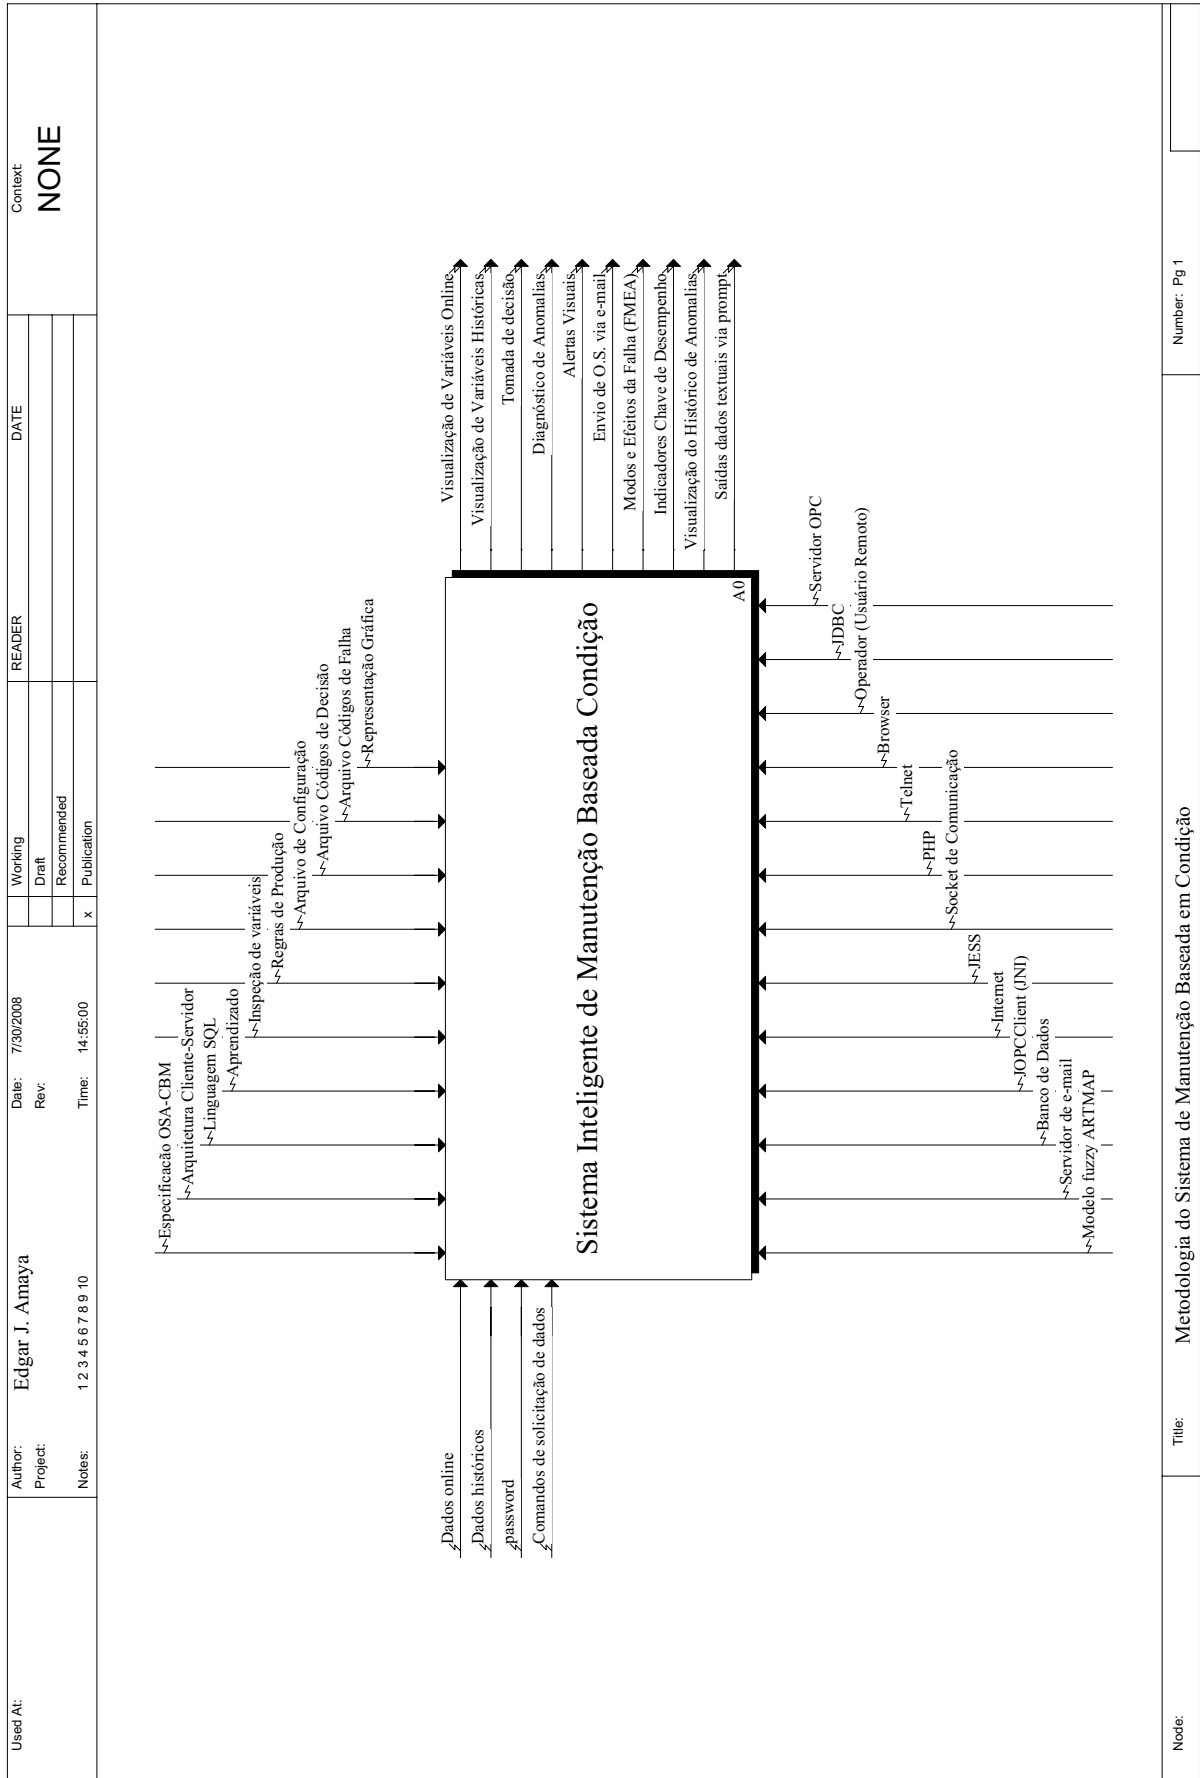 Used At:
Author:
Edgar J. Amaya
Project:
Notes:
1 2 3 4 5 6 7 8 9 10
Date:
7/30/2008
Rev:
Time:
14:55:00
Working
Draft
Recommended
x
Publication
READER
DATE
Context:
NONE
Especificacão OSA-CBM
Arquitetura Cliente-Servidor
Linguagem SQL
Aprendizado
Inspeção de variáveis
Regras de Produção
Arquivo de Configuração
Arquivo Códigos de Decisão
Arquivo Códigos de Falha
Representação Gráfica
Dados online
Dados históricos
password
Comandos de solicitação de dados
Sistema Inteligente de Manutenção Baseada Condição
A0
Visualização de Variáveis Online
Visualização de Variáveis Históricas
Tomada de decisão
Diagnóstico de Anomalias
Alertas Visuais
Envio de O.S. via e-mail
Modos e Efeitos da Falha (FMEA)
Indicadores Chave de Desempenho
Visualização do Histórico de Anomalias
Saídas dados textuais via prompt
Servidor OPC
JDBC
Operador (Usuário Remoto)
Browser
Telnet
PHP
Socket de Comunicação
JESS
Internet
JOPCClient (JNI)
Banco de Dados
Servidor de e-mail
Modelo fuzzy ARTMAP
Node:
Title:
Metodologia do Sistema de Manutenção Baseada em Condição
Number: Pg 1